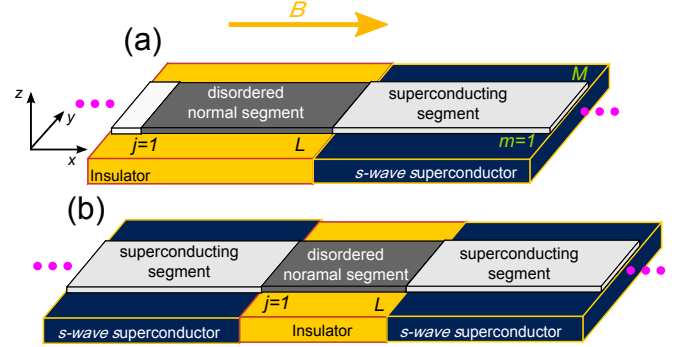 B
(a)
M
disordered
normal segment
superconducting
segment
z
y
x
j=1
L
m=1
Insulator
s-wave superconductor
(b)
superconducting
segment
disordered
noramal segment
superconducting
segment
j=1
L
s-wave superconductor
Insulator
s-wave superconductor